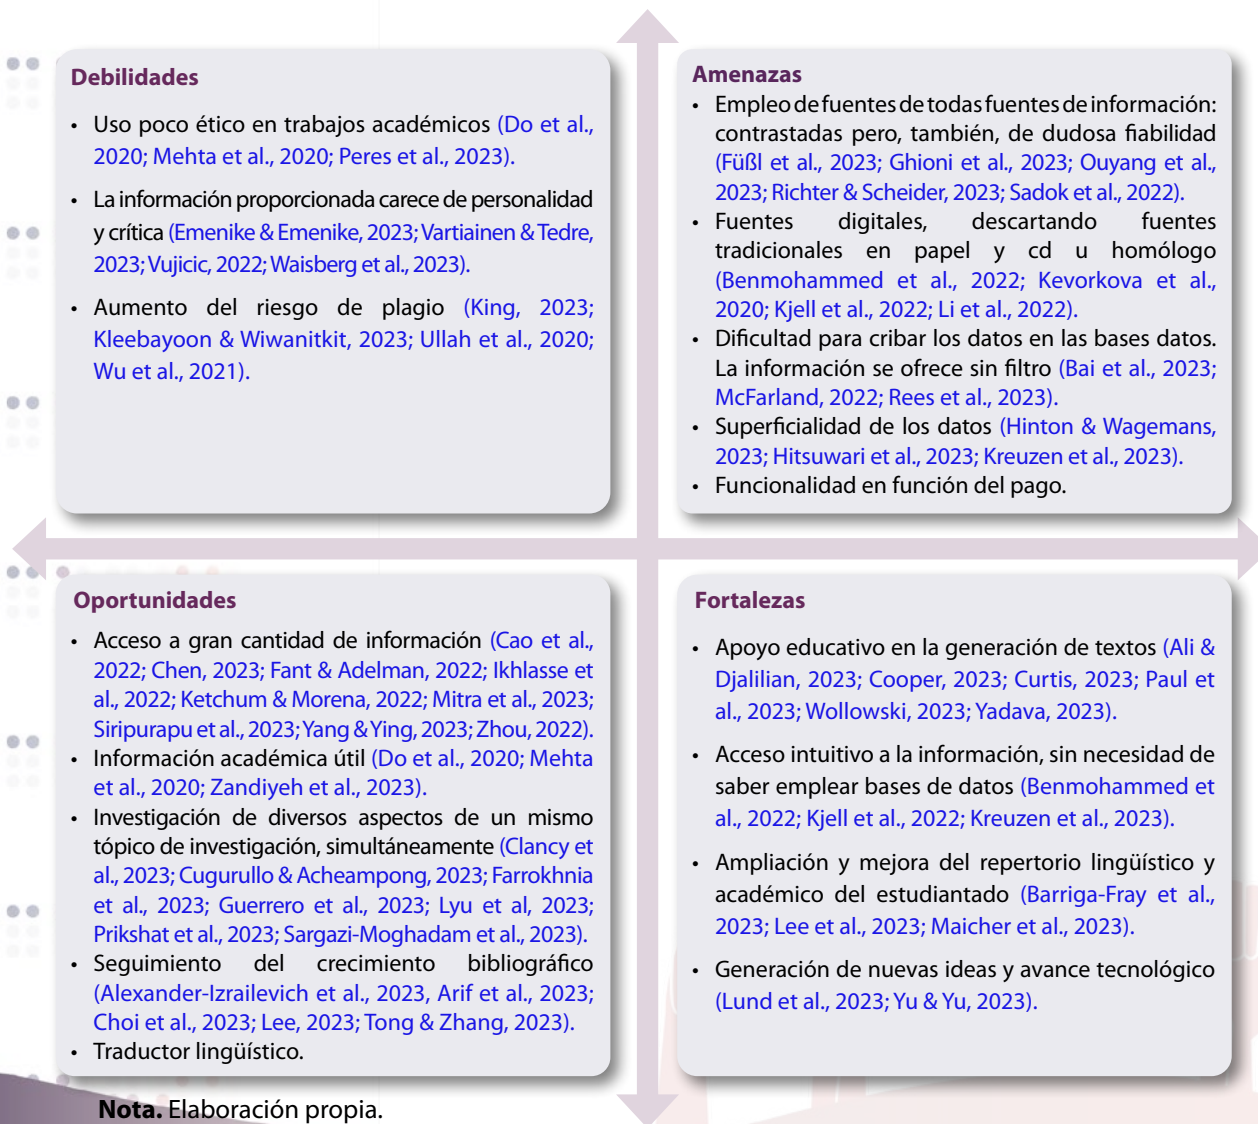 Debilidades
• Uso poco ético en trabajos académicos (Do et al.,
2020; Mehta et al., 2020; Peres et al., 2023).
• La información proporcionada carece de personalidad
y crítica (Emenike & Emenike, 2023; Vartiainen & Tedre,
2023; Vujicic, 2022; Waisberg et al., 2023).
• Aumento del riesgo de plagio (King, 2023;
Kleebayoon & Wiwanitkit, 2023; Ullah et al., 2020;
Wu et al., 2021).
Amenazas
• Empleo de fuentes de todas fuentes de información:
contrastadas pero, también, de dudosa fiabilidad
(Füßl et al., 2023; Ghioni et al., 2023; Ouyang et al.,
2023; Richter & Scheider, 2023; Sadok et al., 2022).
• Fuentes digitales, descartando fuentes
tradicionales en papel y cd u homólogo
(Benmohammed et al., 2022; Kevorkova et al.,
2020; Kjell et al., 2022; Li et al., 2022).
• Dificultad para cribar los datos en las bases datos.
La información se ofrece sin filtro (Bai et al., 2023;
McFarland, 2022; Rees et al., 2023).
• Superficialidad de los datos (Hinton & Wagemans,
2023; Hitsuwari et al., 2023; Kreuzen et al., 2023).
• Funcionalidad en función del pago.
Oportunidades
• Acceso a gran cantidad de información (Cao et al.,
2022; Chen, 2023; Fant & Adelman, 2022; Ikhlasse et
al., 2022; Ketchum & Morena, 2022; Mitra et al., 2023;
Siripurapu et al., 2023; Yang & Ying, 2023; Zhou, 2022).
• Información académica útil (Do et al., 2020; Mehta
et al., 2020; Zandiyeh et al., 2023).
• Investigación de diversos aspectos de un mismo
tópico de investigación, simultáneamente (Clancy et
al., 2023; Cugurullo & Acheampong, 2023; Farrokhnia
et al., 2023; Guerrero et al., 2023; Lyu et al, 2023;
Prikshat et al., 2023; Sargazi-Moghadam et al., 2023).
• Seguimiento del crecimiento bibliográfico
(Alexander-Izrailevich et al., 2023, Arif et al., 2023;
Choi et al., 2023; Lee, 2023; Tong & Zhang, 2023).
• Traductor lingüístico.
Fortalezas
• Apoyo educativo en la generación de textos (Ali &
Djalilian, 2023; Cooper, 2023; Curtis, 2023; Paul et
al., 2023; Wollowski, 2023; Yadava, 2023).
• Acceso intuitivo a la información, sin necesidad de
saber emplear bases de datos (Benmohammed et
al., 2022; Kjell et al., 2022; Kreuzen et al., 2023).
• Ampliación y mejora del repertorio lingüístico y
académico del estudiantado (Barriga-Fray et al.,
2023; Lee et al., 2023; Maicher et al., 2023).
• Generación de nuevas ideas y avance tecnológico
(Lund et al., 2023; Yu & Yu, 2023).
Nota. Elaboración propia.